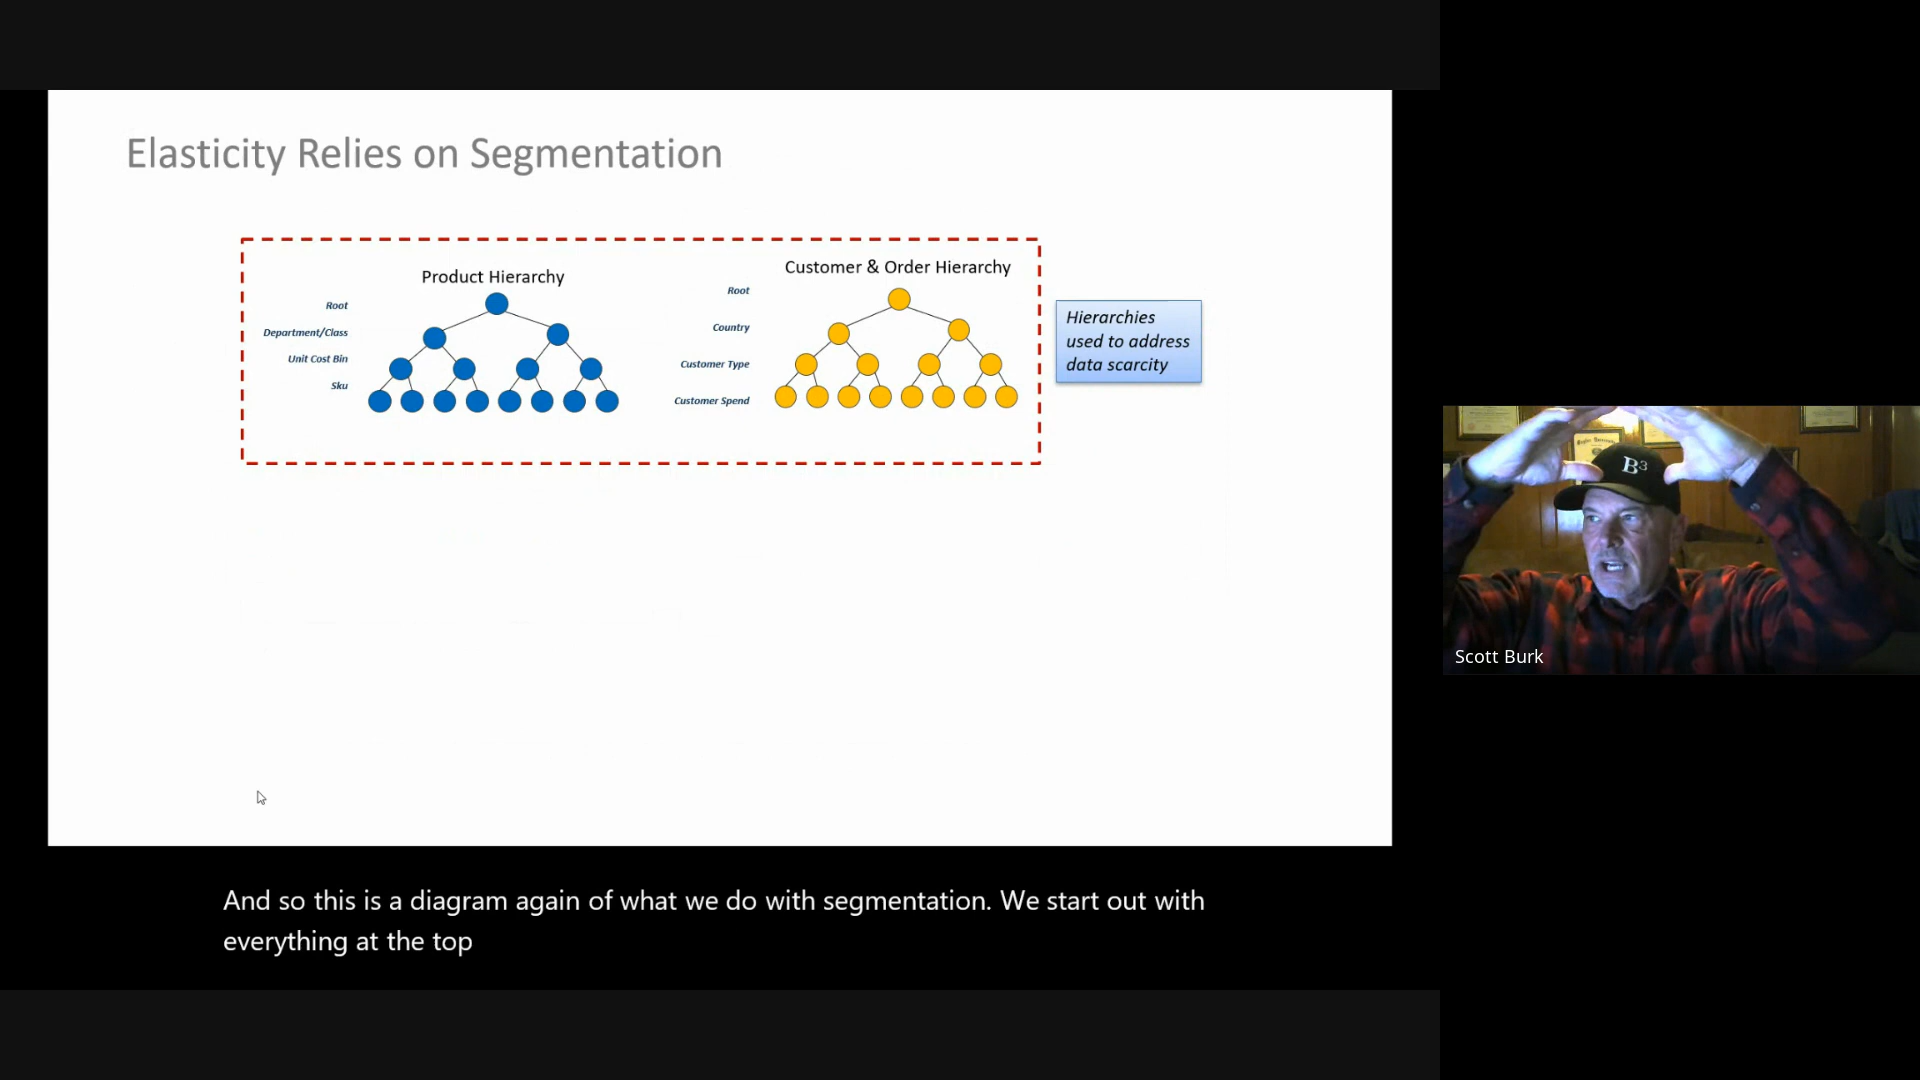 Elasticity Relies on Segmentation
Product Hierarchy
Root
Department/Class
Unit Cost Bin
Sku
Customer & Order Hierarchy
Root
Country
Customer Type
Customer Spend
Hierarchies
used to address
data scarcity
B3
Scott Burk
And so this is a diagram again of what we do with segmentation. We start out with
everything at the top